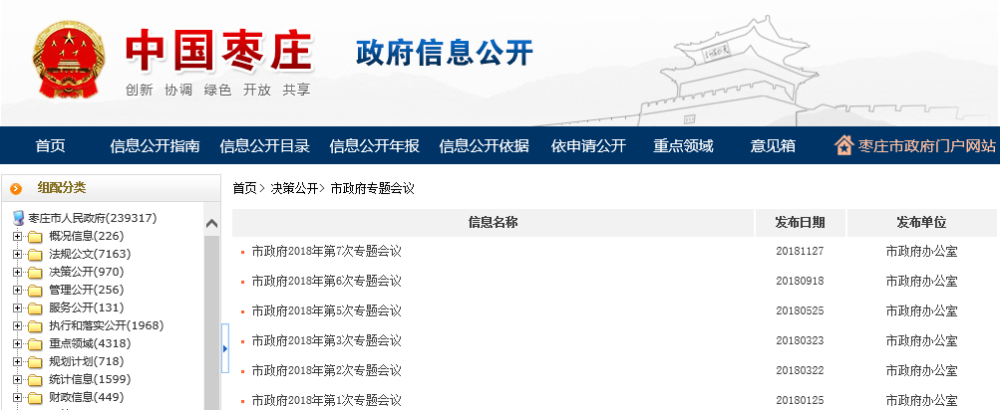 中国枣庄
政府信息公开
创新 协调 绿色 开放 共享
首页 信息公开指南 信息公开目录 信息公开年报 信息公开依据 依申请公开 重点领域 意见箱 枣庄市政府门户网站
组配分类
枣庄市人民政府(239317)
概况信息(226)
法规公文(7163)
决策公开(970)
管理公开(256)
服务公开(131)
执行和落实公开(1968)
重点领域(4318)
规划计划(718)
统计信息(1599)
财政信息(449)
首页> 决策公开> 市政府专题会议
信息名称 发布日期 发布单位
市政府2018年第7次专题会议 20181127 市政府办公室
市政府2018年第6次专题会议 20180918 市政府办公室
市政府2018年第5次专题会议 20180525 市政府办公室
市政府2018年第3次专题会议 20180323 市政府办公室
市政府2018年第2次专题会议 20180322 市政府办公室
市政府2018年第1次专题会议 20180125 市政府办公室